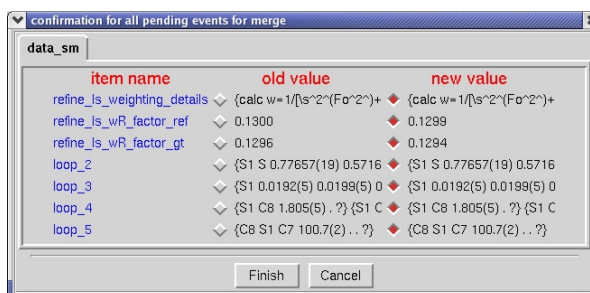 confirmation for all pending events for merge
data_sm
item name old value new value
refine_ls_weighting_details {calc w=1/[\s^2^(Fo^2^)+ {calc w=1/[\s^2^(Fo^2^)+
refine_ls_wR_factor_ref 0.1300 0.1299
refine_ls_wR_factor_gt 0.1296 0.1294
loop_2 {S1 S 0.77657(19) 0.5716 {S1 S 0.77657(19) 0.5716
loop_3 {S1 0.0192(5) 0.0199(5) 0 {S1 0.0192(5) 0.0199(5) 0
loop_4 {S1 C8 1.805(5) . ?} {S1 C {S1 C8 1.805(5) . ?} {S1 C
loop_5 {C8 S1 C7 100.7(2) . . ?} {C8 S1 C7 100.7(2) . . ?}
Finish Cancel